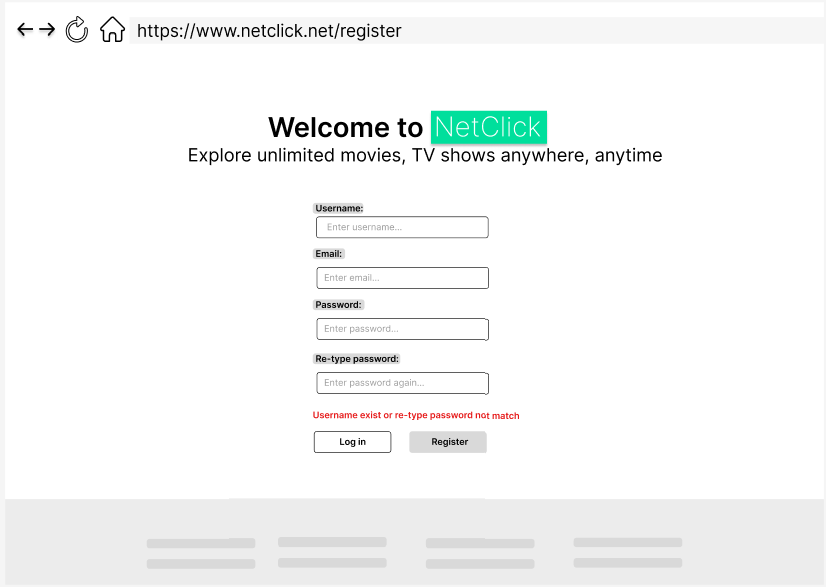 https://www.netclick.net/register
Welcome to NetClick
Explore unlimited movies, TV shows anywhere, anytime
Username:
Enter username...
Email:
Enter email...
Password:
Enter password...
Re-type password:
Enter password again...
Username exist or re-type password not match
Log in Register